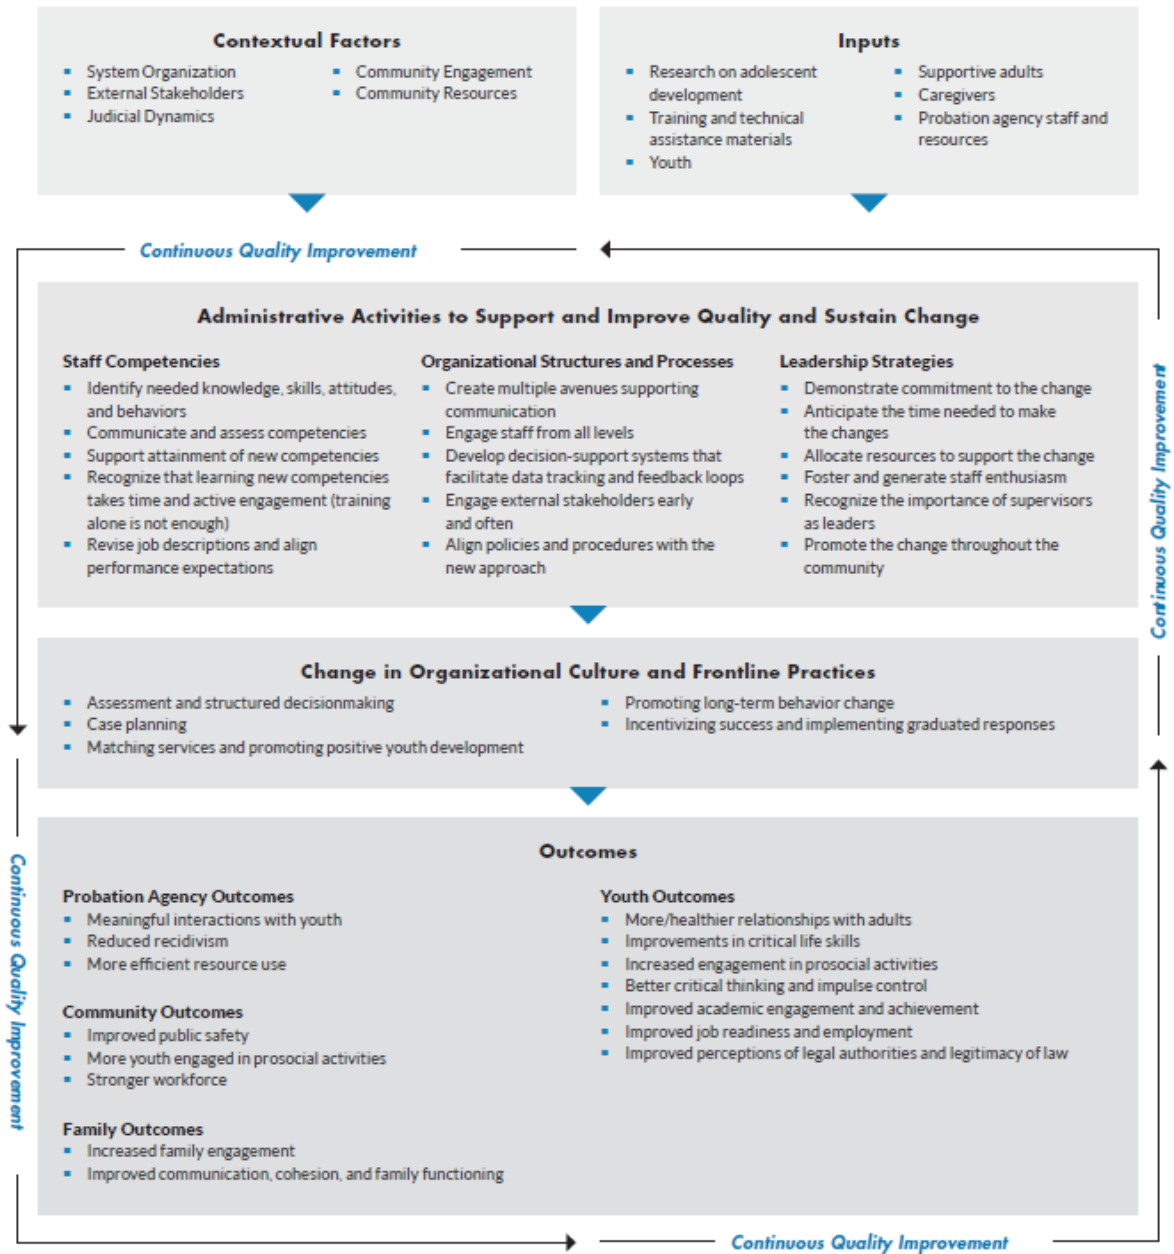 Contextual Factors
▪ System Organization
▪ External Stakeholders
▪ Judicial Dynamics
▪ Community Engagement
▪ Community Resources
Inputs
▪ Research on adolescent
development
▪ Training and technical
assistance materials
▪ Youth
▪ Supportive adults
▪ Caregivers
▪ Probation agency staff and
resources
Continuous Quality Improvement
Administrative Activities to Support and Improve Quality and Sustain Change
Staff Competencies
▪ Identify needed knowledge, skills, attitudes,
and behaviors
▪ Communicate and assess competencies
▪ Support attainment of new competencies
▪ Recognize that learning new competencies
takes time and active engagement (training
alone is not enough)
▪ Revise job descriptions and align
performance expectations
Organizational Structures and Processes
▪ Create multiple avenues supporting
communication
▪ Engage staff from all levels
▪ Develop decision-support systems that
facilitate data tracking and feedback loops
▪ Engage external stakeholders early
and often
▪ Align policies and procedures with the
new approach
Leadership Strategies
▪ Demonstrate commitment to the change
▪ Anticipate the time needed to make
the changes
▪ Allocate resources to support the change
▪ Foster and generate staff enthusiasm
▪ Recognize the importance of supervisors
as leaders
▪ Promote the change throughout the
community
Continuous Quality Improvement
Change in Organizational Culture and Frontline Practices
▪ Assessment and structured decisionmaking
▪ Case planning
▪ Matching services and promoting positive youth development
▪ Promoting long-term behavior change
▪ Incentivizing success and implementing graduated responses
Outcomes
Probation Agency Outcomes
▪ Meaningful interactions with youth
▪ Reduced recidivism
▪ More efficient resource use
Community Outcomes
▪ Improved public safety
▪ More youth engaged in prosocial activities
▪ Stronger workforce
Family Outcomes
▪ Increased family engagement
▪ Improved communication, cohesion, and family functioning
Youth Outcomes
▪ More/healthier relationships with adults
▪ Improvements in critical life skills
▪ Increased engagement in prosocial activities
▪ Better critical thinking and impulse control
▪ Improved academic engagement and achievement
▪ Improved job readiness and employment
▪ Improved perceptions of legal authorities and legitimacy of law
Continuous Quality Improvement
Continuous Quality Improvement